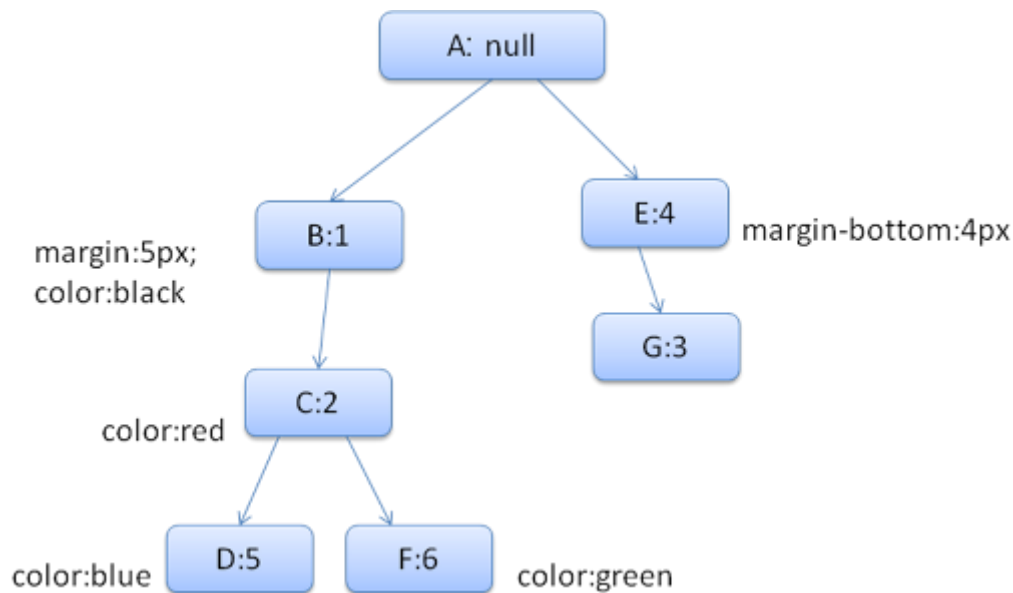 A: null
B:1
E:4
margin:5px;
color:black
margin-bottom:4px
G:3
C:2
color:red
D:5
F:6
color:blue
color:green